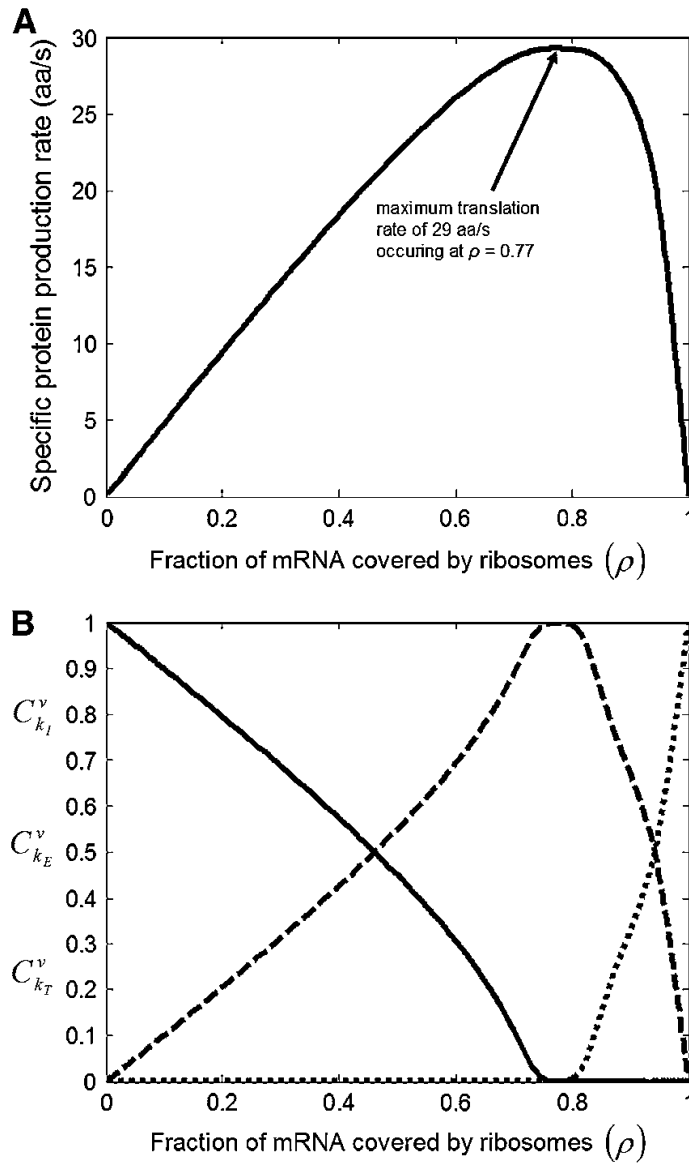 A
Specific protein production rate (aa/s)
30
25
20
15
10
5
0
maximum translation
rate of 29 aa/s
occuring at ρ = 0.77
0 0.2 0.4 0.6 0.8 1
Fraction of mRNA covered by ribosomes (ρ)
B
C^v_{k_I}
C^v_{k_E}
C^v_{k_T}
1
0.9
0.8
0.7
0.6
0.5
0.4
0.3
0.2
0.1
0
0 0.2 0.4 0.6 0.8 1
Fraction of mRNA covered by ribosomes (ρ)